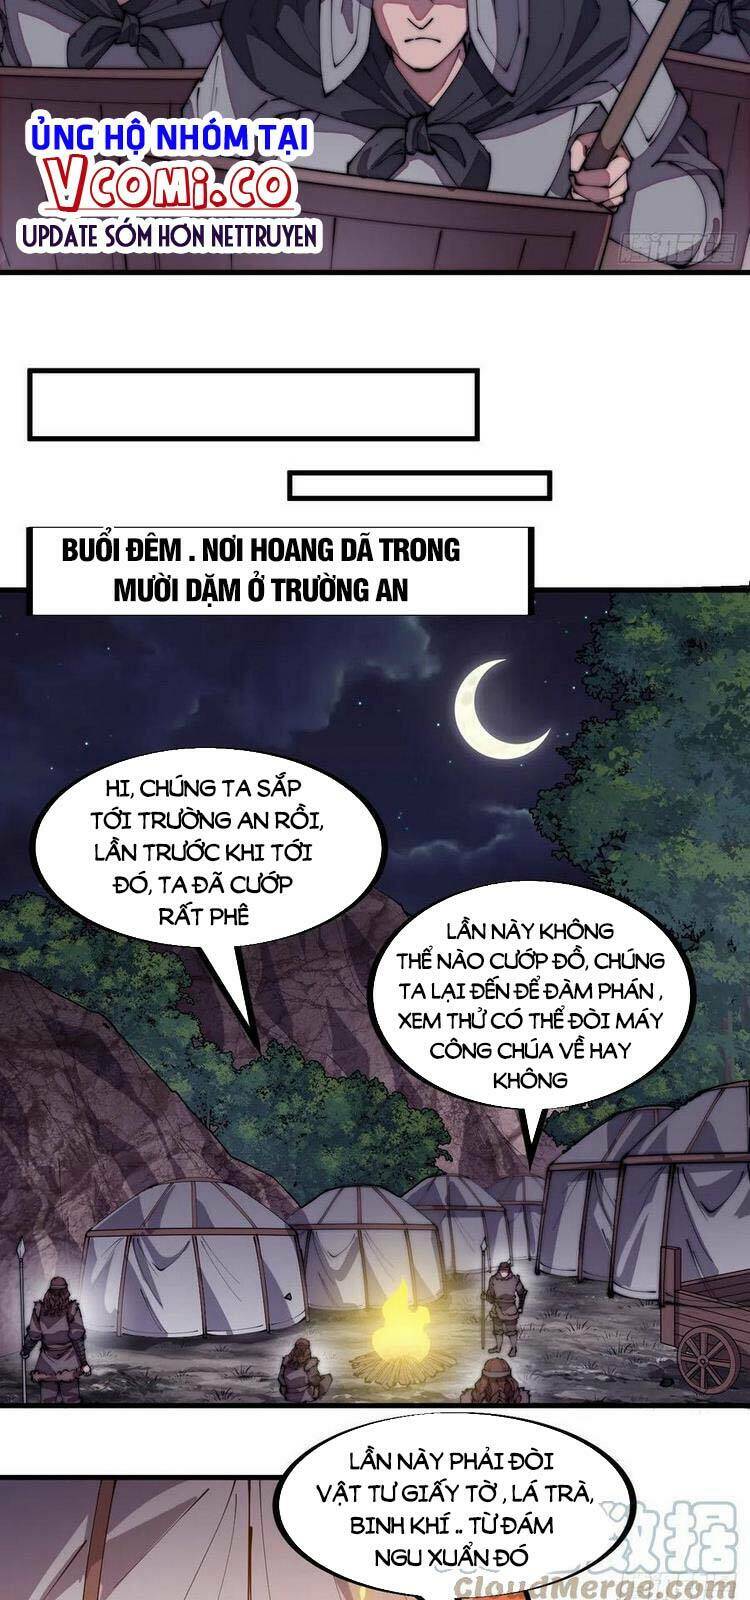 ỦNG HỘ NHÓM TẠI
VCOMI.CO
UPDATE SỚM HƠN NETTRUYEN
BUỔI ĐÊM . NƠI HOANG DÃ TRONG
MƯỜI DẶM Ở TRƯỜNG AN
HI, CHÚNG TA SẮP
TỚI TRƯỜNG AN RỒI,
LẦN TRƯỚC KHI TỚI
ĐÓ, TA ĐÃ CƯỚP
RẤT PHÊ
LẦN NÀY KHÔNG
THỂ NÀO CƯỚP ĐỒ, CHÚNG
TA LẠI ĐẾN ĐỂ ĐÀM PHÁN ,
XEM THỬ CÓ THỂ ĐÒI MÁY
CÔNG CHÚA VỀ HAY
KHÔNG
LẦN NÀY PHẢI ĐÒI
VẬT TƯ GIẤY TỜ , LÁ TRÀ,
BINH KHÍ .. TỪ ĐÁM
NGU XUẨN ĐÓ
数据
CloudMerge.com